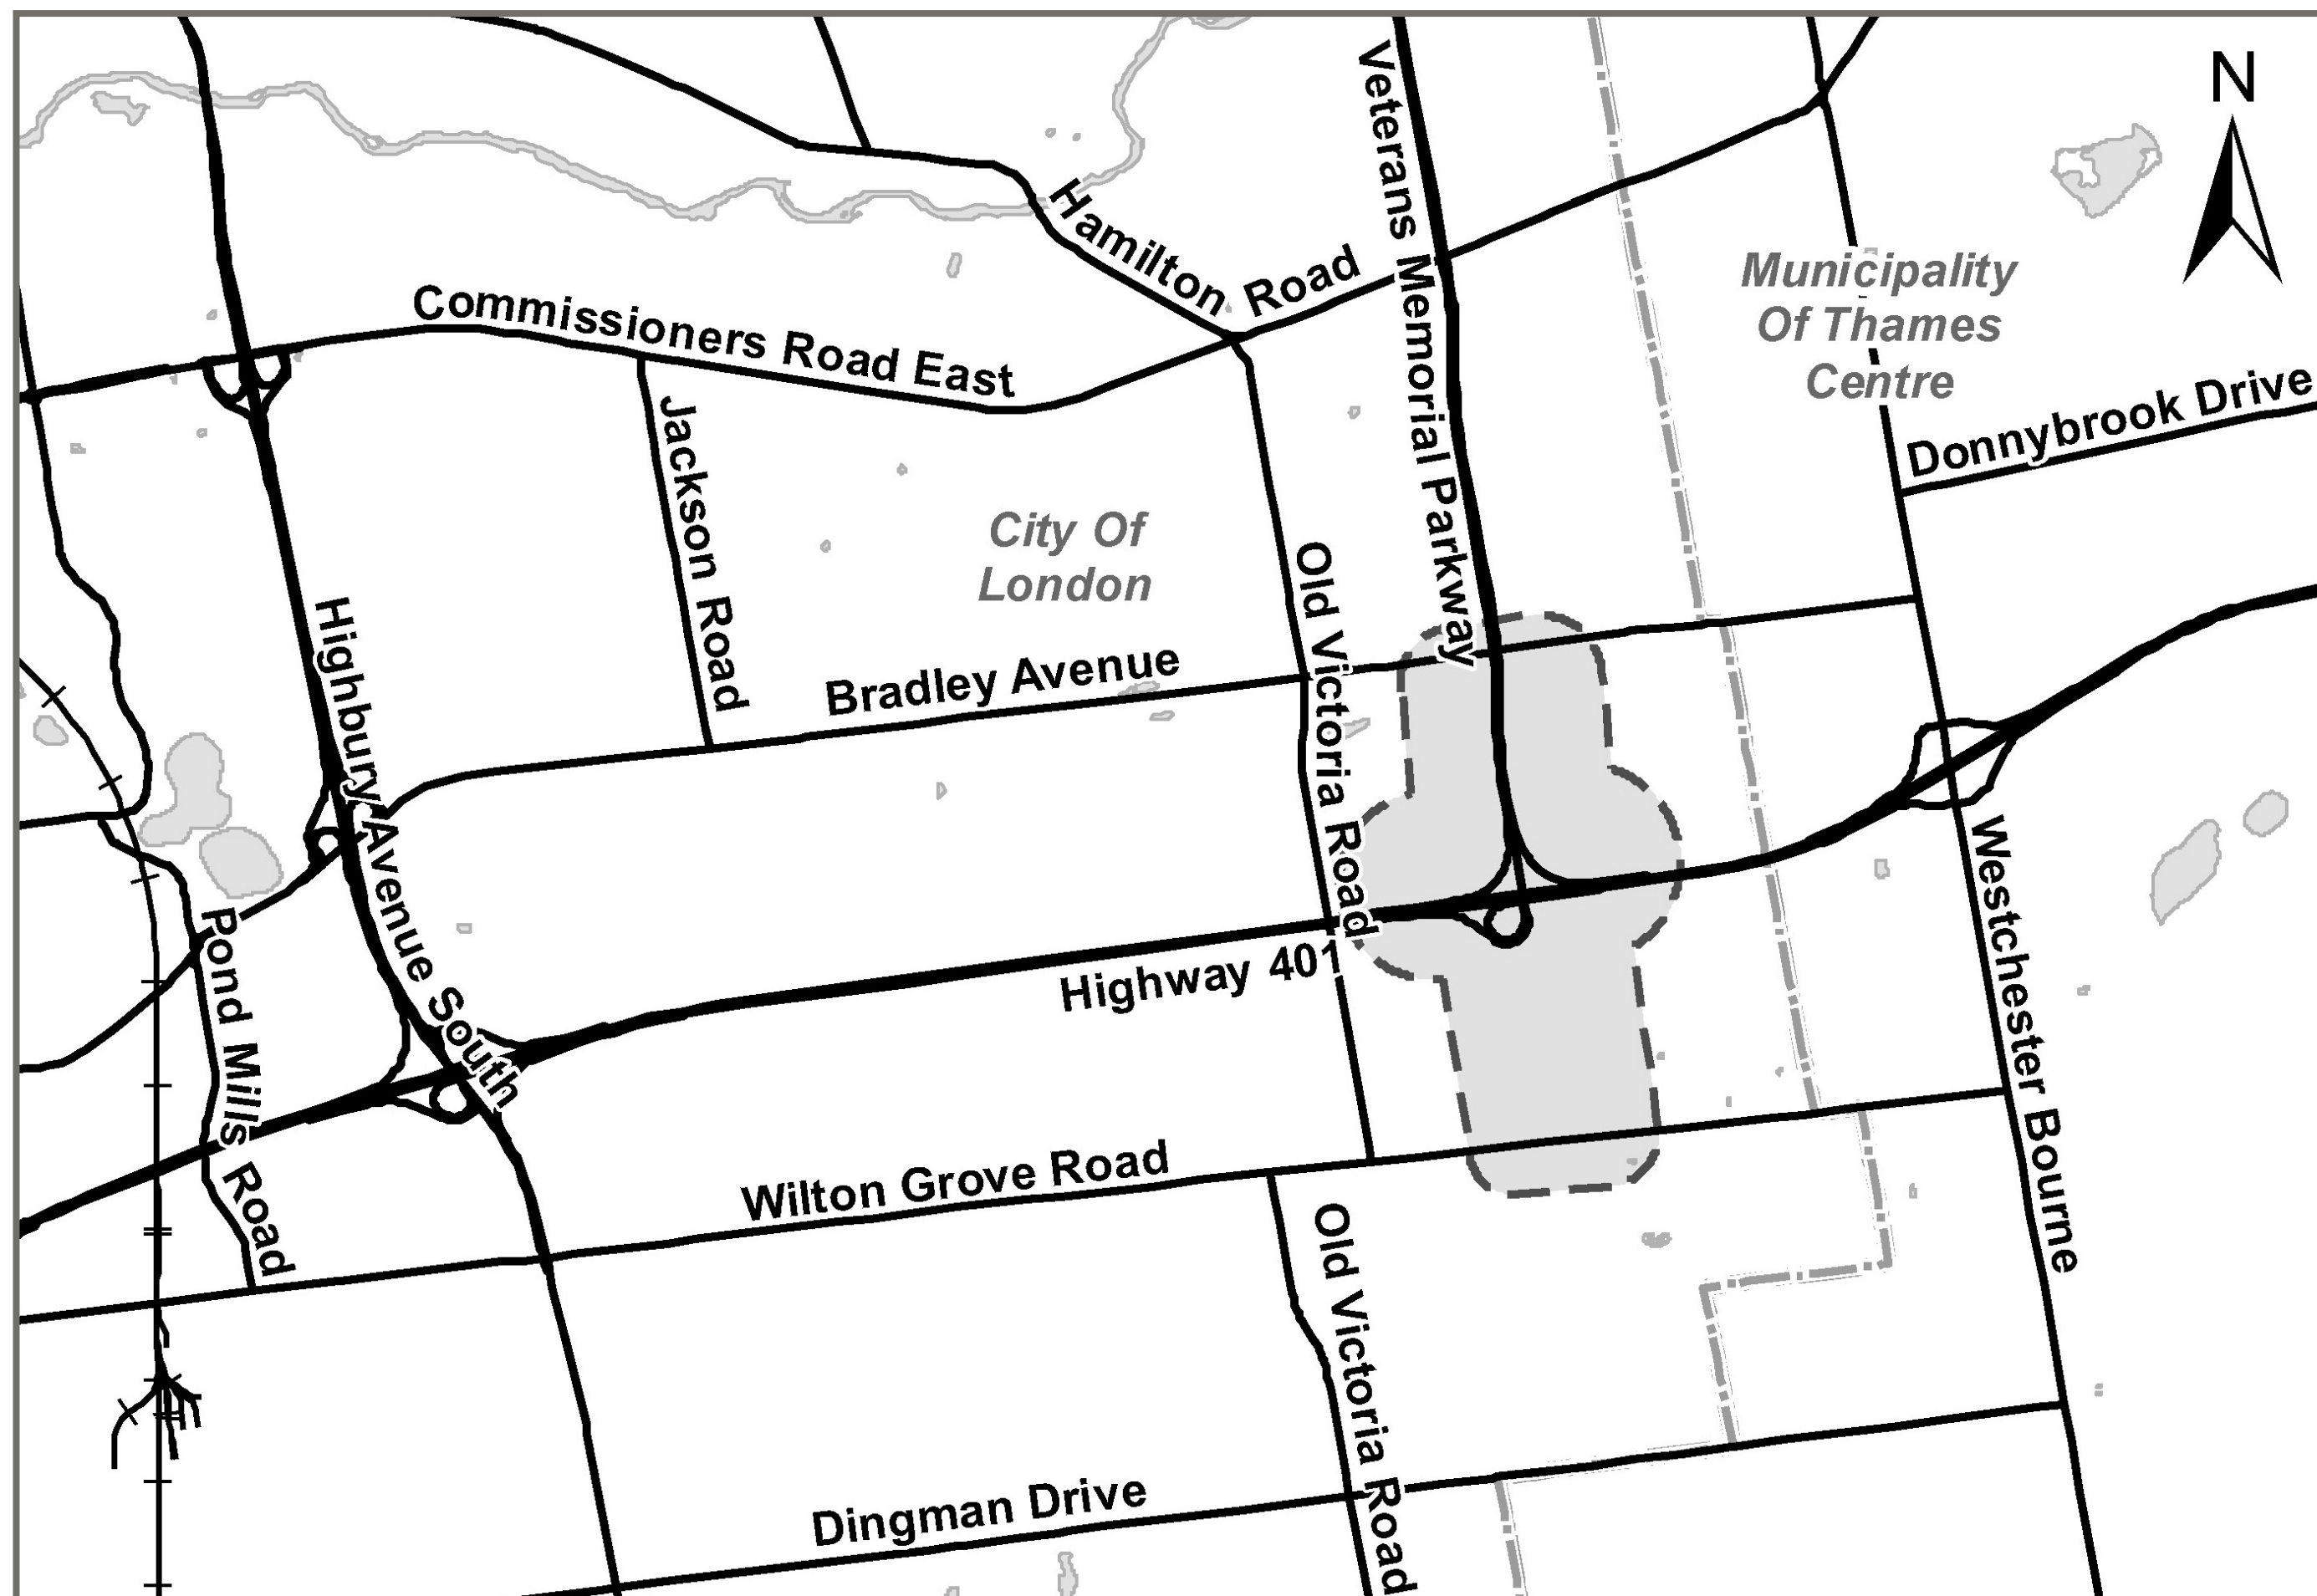 N
Veterans Memorial Parkway
Hamilton Road
Municipality
Of Thames
Centre
Commissioners Road East
Donnybrook Drive
Jackson Road
City Of
London
Old Victoria Road
Highbury Avenue South
Bradley Avenue
Westchester Bourne
Pond Mills Road
Highway 401
Wilton Grove Road
Old Victoria Road
Dingman Drive